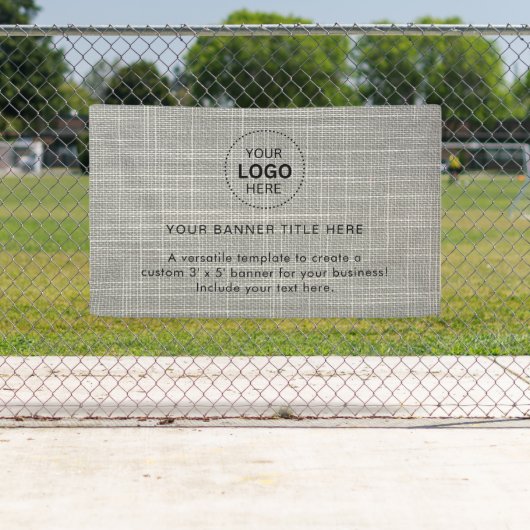 YOUR
LOGO
HERE
YOUR BANNER TITLE HERE
A versatile template to create a
custom 3' x 5' banner for your business!
Include your text here.